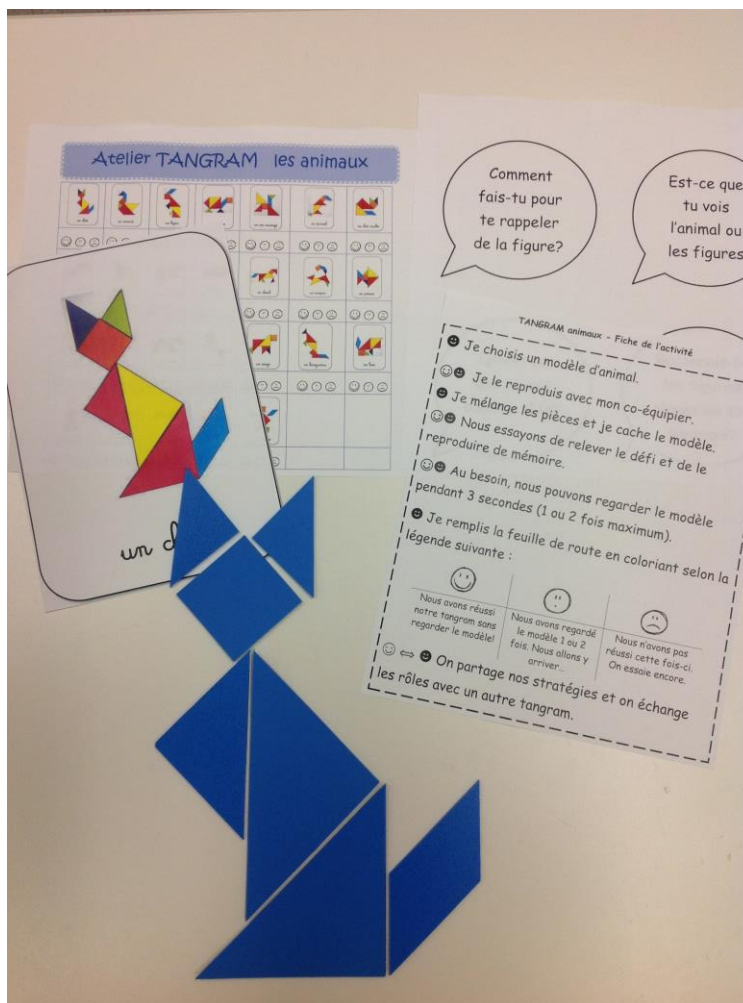 Atelier TANGRAM les animaux
un
Comment
fais-tu pour
te rappeler
de la figure?
Est-ce que
tu vois
l'animal ou
les figures
TANGRAM animaux - Fiche de l'activité
Je choisis un modèle d'animal.
Je le reproduis avec mon co-équipier.
Je mélange les pièces et je cache le modèle.
Nous essayons de relever le défi et de le
reproduire de mémoire.
Au besoin, nous pouvons regarder le modèle
pendant 3 secondes (1 ou 2 fois maximum).
Je remplis la feuille de route en coloriant selon la
légende suivante :
Nous avons réussi
notre tangram sans
regarder le modèle!
Nous avons regardé
le modèle 1 ou 2
fois. Nous allons y
arriver...
Nous n'avons pas
réussi cette fois-ci.
On essaie encore.
On partage nos stratégies et on échange
les rôles avec un autre tangram.